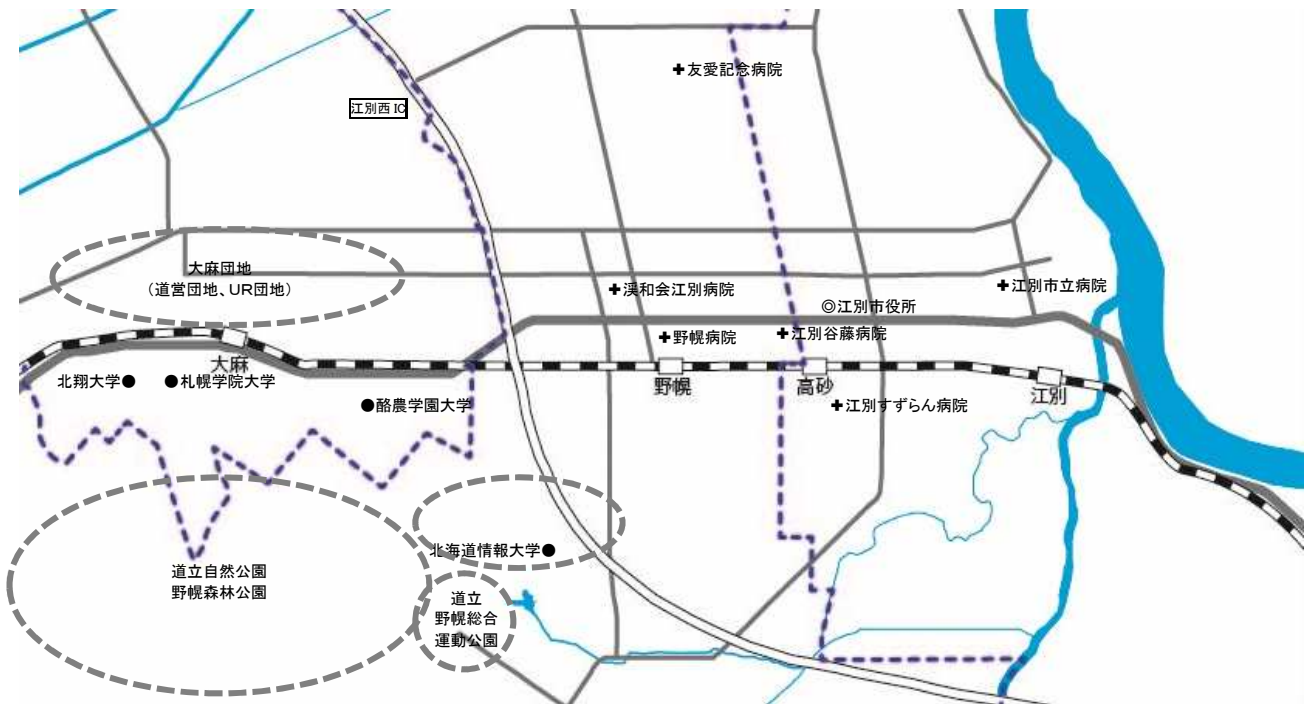 ✚友愛記念病院
江別西IC
大麻団地
（道営団地、UR団地）
✚渓和会江別病院
✚江別市立病院
◎江別市役所
✚野幌病院
✚江別谷藤病院
大麻
野幌
高砂
江別
北翔大学●
●札幌学院大学
●酪農学園大学
✚江別すずらん病院
北海道情報大学●
道立自然公園
野幌森林公園
道立
野幌総合
運動公園